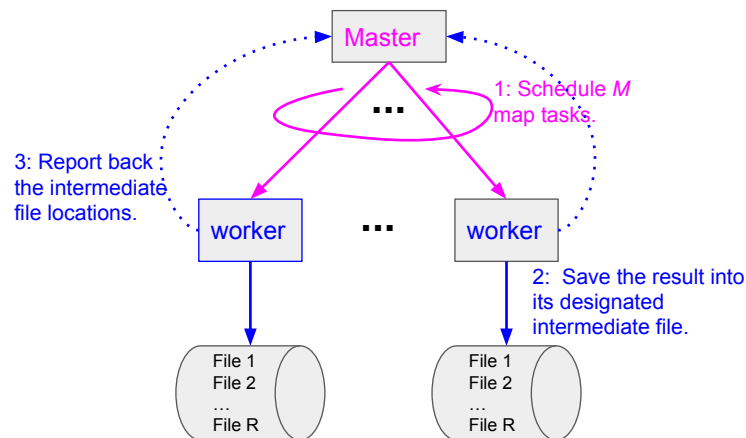 Master
1: Schedule M
map tasks.
...
3: Report back
the intermediate
file locations.
worker
...
worker
2:  Save the result into
its designated
intermediate file.
File 1
File 2
…
File R
File 1
File 2
…
File R